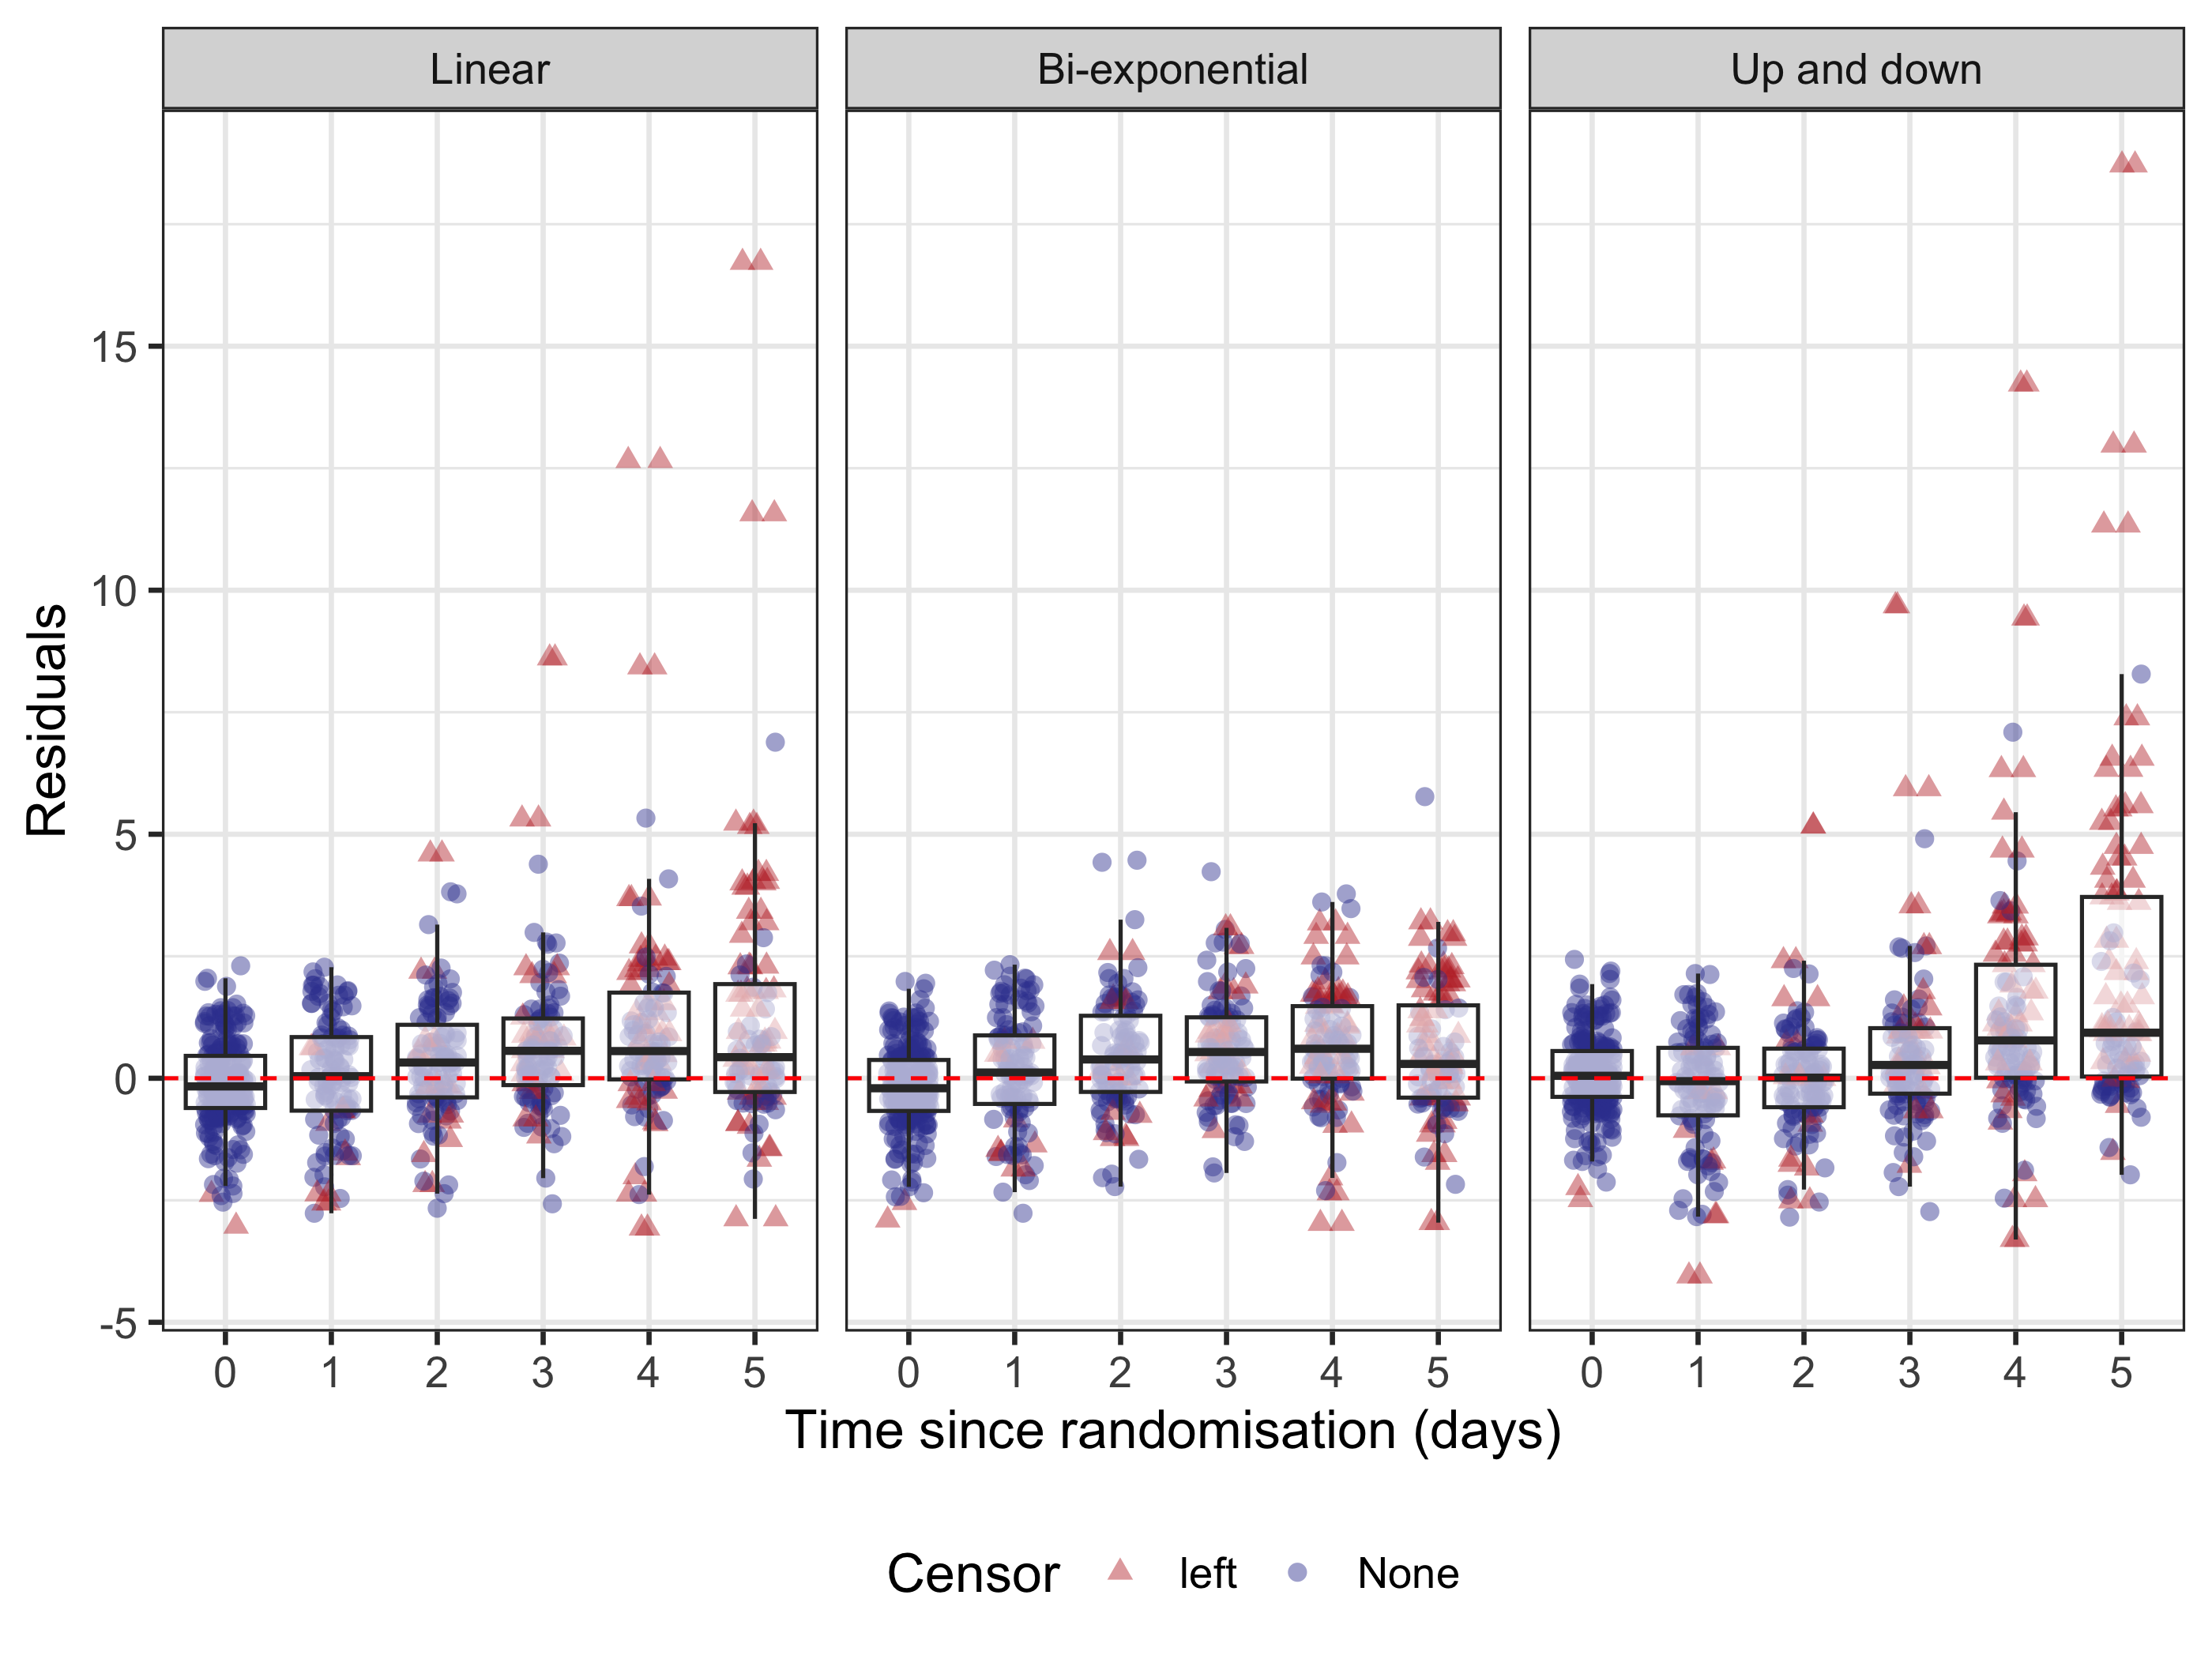 Linear
Bi-exponential
Up and down
Residuals
15
10
5
0
-5
0 1 2 3 4 5
0 1 2 3 4 5
0 1 2 3 4 5
Time since randomisation (days)
Censor left None